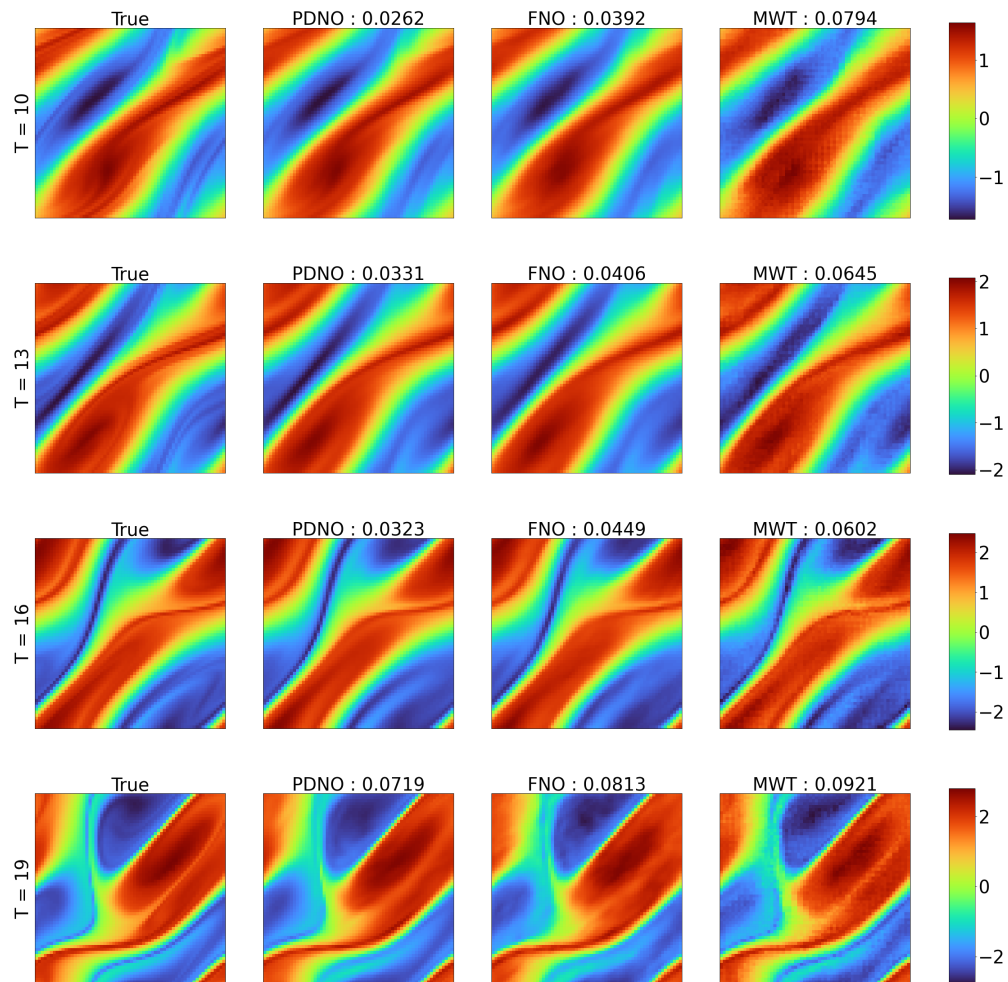 True PDNO : 0.0262 FNO : 0.0392 MWT : 0.0794
T = 10
1
0
−1
True PDNO : 0.0331 FNO : 0.0406 MWT : 0.0645
T = 13
2
1
0
−1
−2
True PDNO : 0.0323 FNO : 0.0449 MWT : 0.0602
T = 16
2
1
0
−1
−2
True PDNO : 0.0719 FNO : 0.0813 MWT : 0.0921
T = 19
2
0
−2